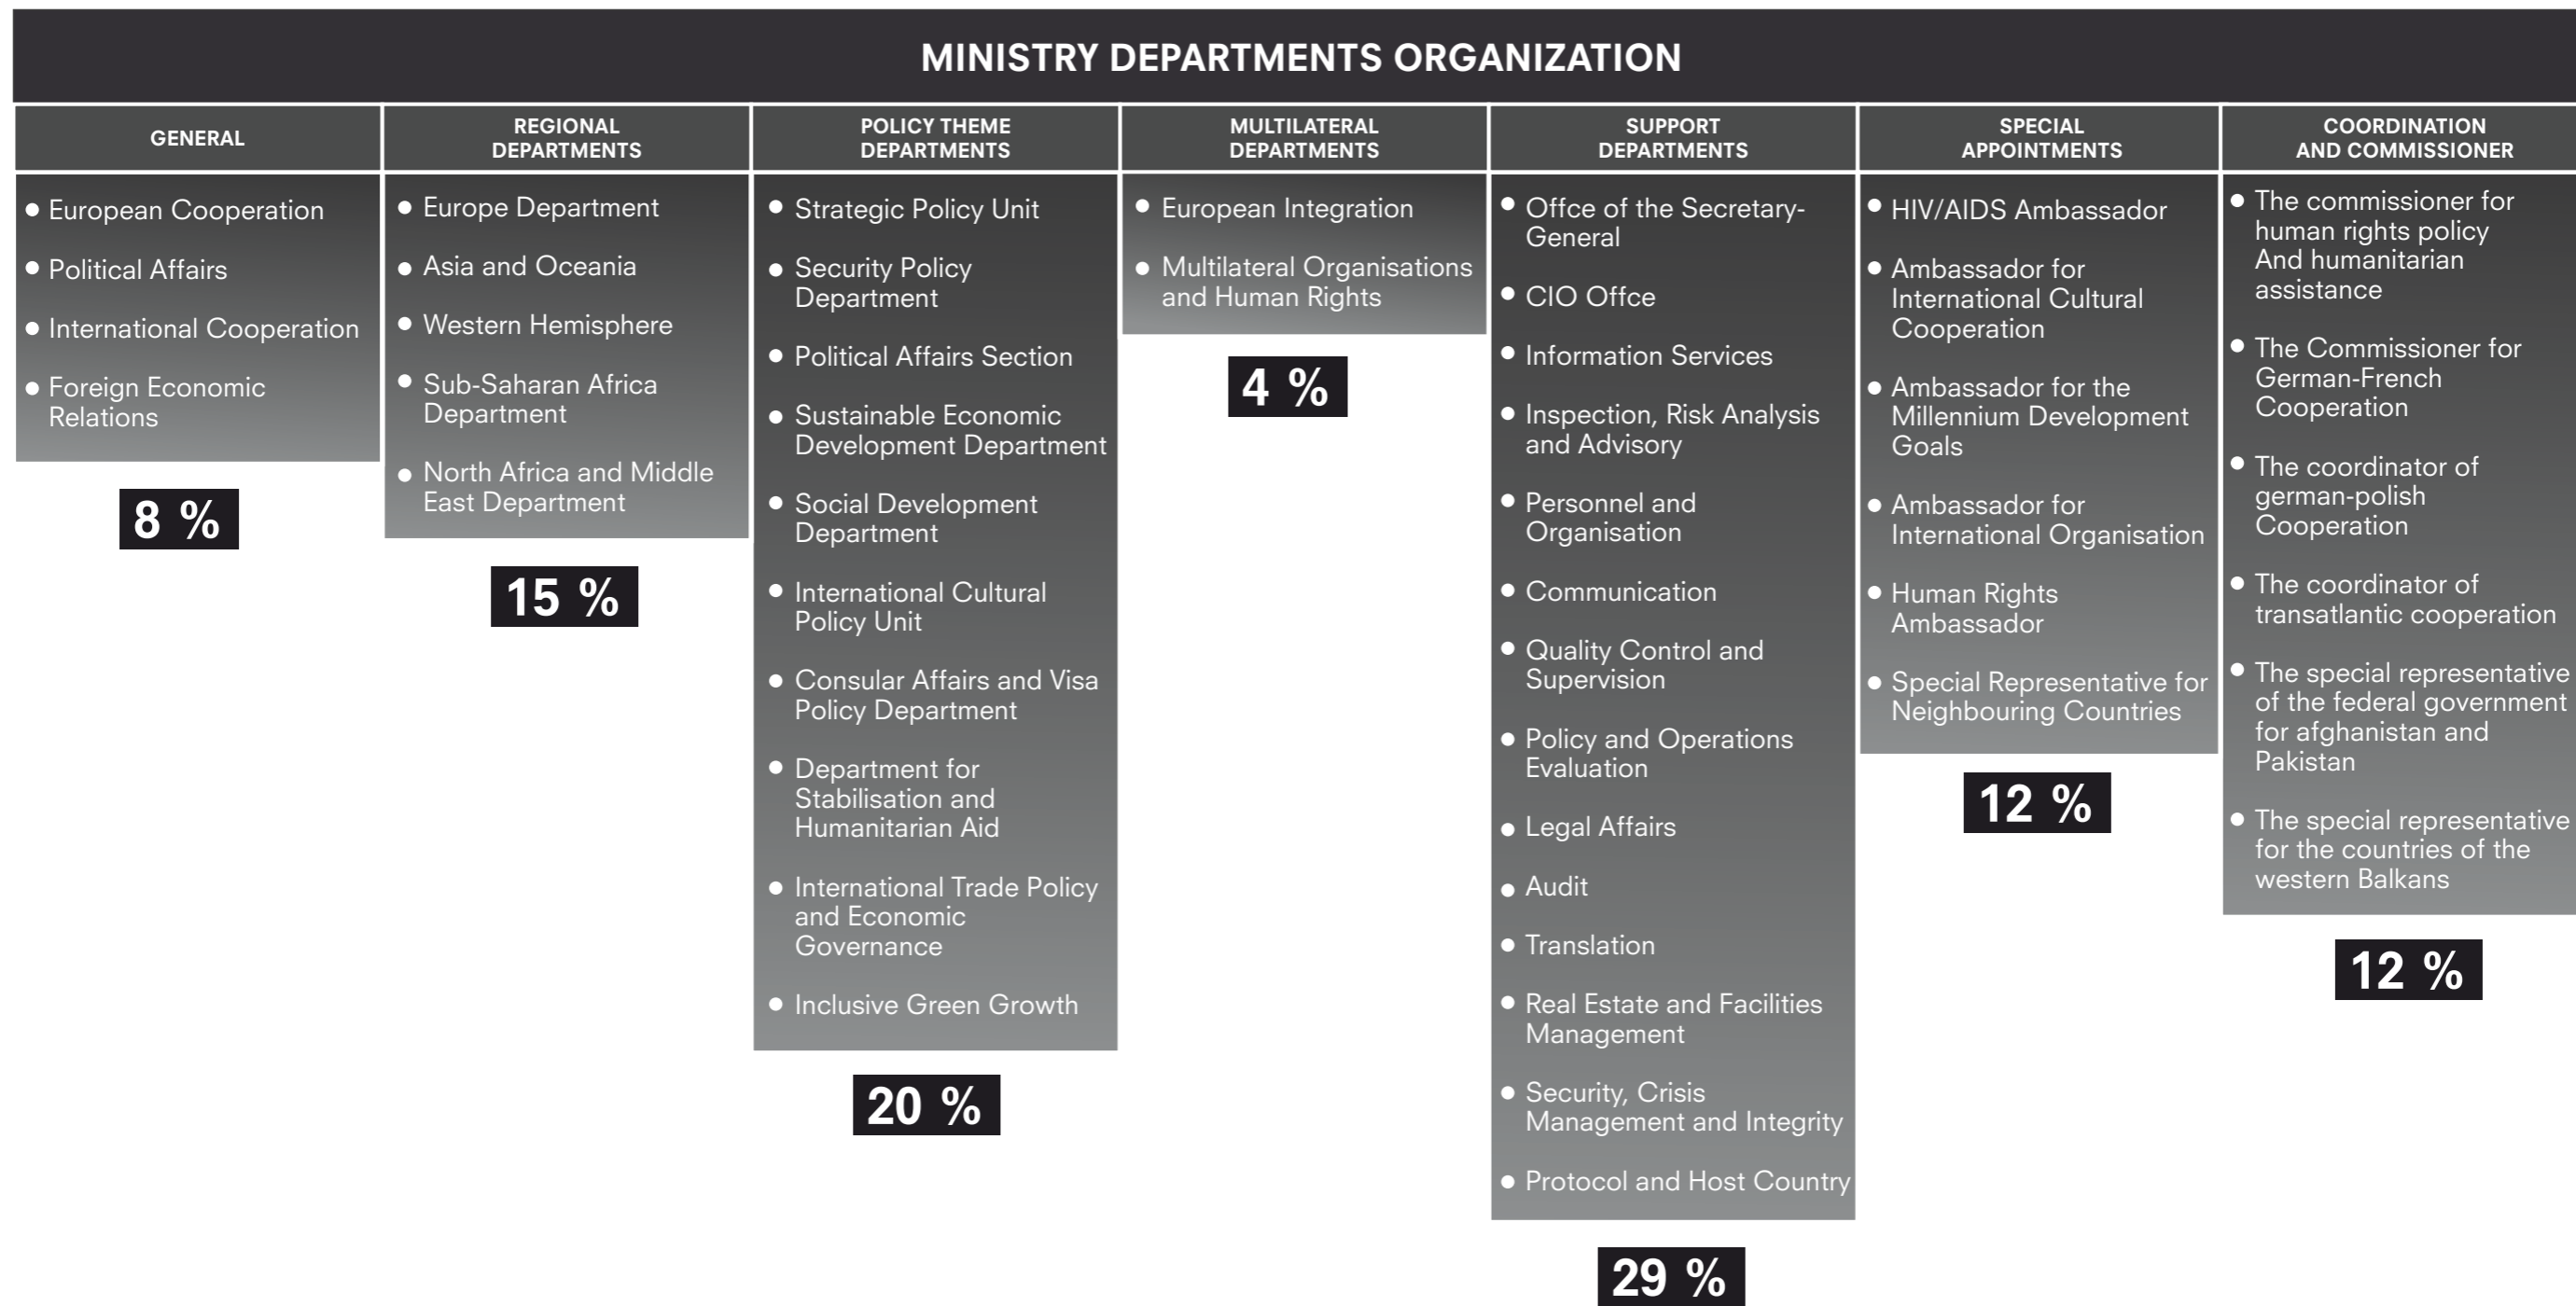 MINISTRY DEPARTMENTS ORGANIZATION
GENERAL
European Cooperation
Political Affairs
International Cooperation
Foreign Economic
Relations
8 %
REGIONAL
DEPARTMENTS
Europe Department
Asia and Oceania
Western Hemisphere
Sub-Saharan Africa
Department
North Africa and Middle
East Department
15 %
POLICY THEME
DEPARTMENTS
Strategic Policy Unit
Security Policy
Department
Political Affairs Section
Sustainable Economic
Development Department
Social Development
Department
International Cultural
Policy Unit
Consular Affairs and Visa
Policy Department
Department for
Stabilisation and
Humanitarian Aid
International Trade Policy
and Economic
Governance
Inclusive Green Growth
20 %
MULTILATERAL
DEPARTMENTS
European Integration
Multilateral Organisations
and Human Rights
4 %
SUPPORT
DEPARTMENTS
Offce of the Secretary-
General
CIO Offce
Information Services
Inspection, Risk Analysis
and Advisory
Personnel and
Organisation
Communication
Quality Control and
Supervision
Policy and Operations
Evaluation
Legal Affairs
Audit
Translation
Real Estate and Facilities
Management
Security, Crisis
Management and Integrity
Protocol and Host Country
29 %
SPECIAL
APPOINTMENTS
HIV/AIDS Ambassador
Ambassador for
International Cultural
Cooperation
Ambassador for the
Millennium Development
Goals
Ambassador for
International Organisation
Human Rights
Ambassador
Special Representative for
Neighbouring Countries
12 %
COORDINATION
AND COMMISSIONER
The commissioner for
human rights policy
And humanitarian
assistance
The Commissioner for
German-French
Cooperation
The coordinator of
german-polish
Cooperation
The coordinator of
transatlantic cooperation
The special representative
of the federal government
for afghanistan and
Pakistan
The special representative
for the countries of the
western Balkans
12 %